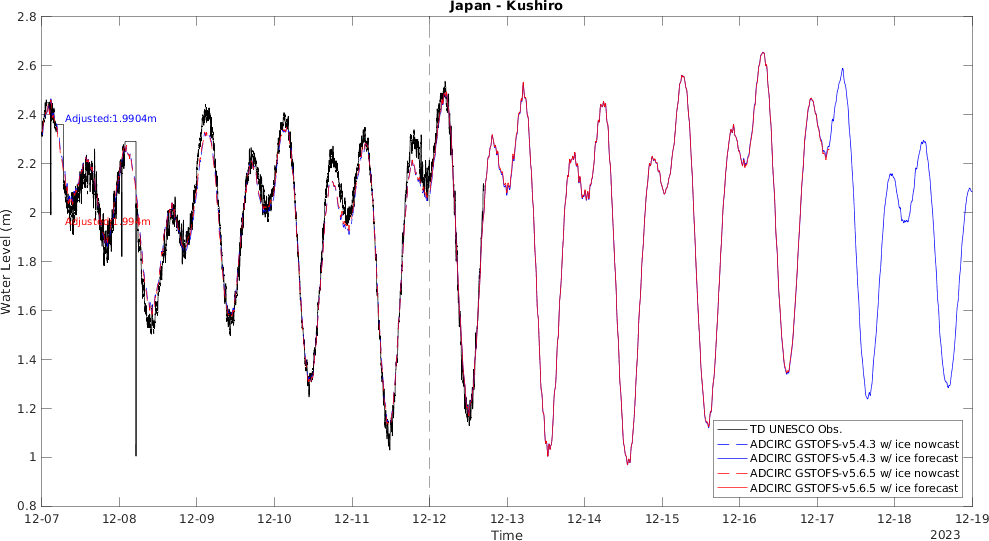 Japan - Kushiro
2.8
2.6
2.4
2.2
2
1.8
1.6
1.4
1.2
1
0.8
Water Level (m)
Adjusted:1.9904m
Adjusted:1.994m
TD UNESCO Obs.
ADCIRC GSTOFS-v5.4.3 w/ ice nowcast
ADCIRC GSTOFS-v5.4.3 w/ ice forecast
ADCIRC GSTOFS-v5.6.5 w/ ice nowcast
ADCIRC GSTOFS-v5.6.5 w/ ice forecast
12-07 12-08 12-09 12-10 12-11 12-12 12-13 12-14 12-15 12-16 12-17 12-18 12-19
Time
2023